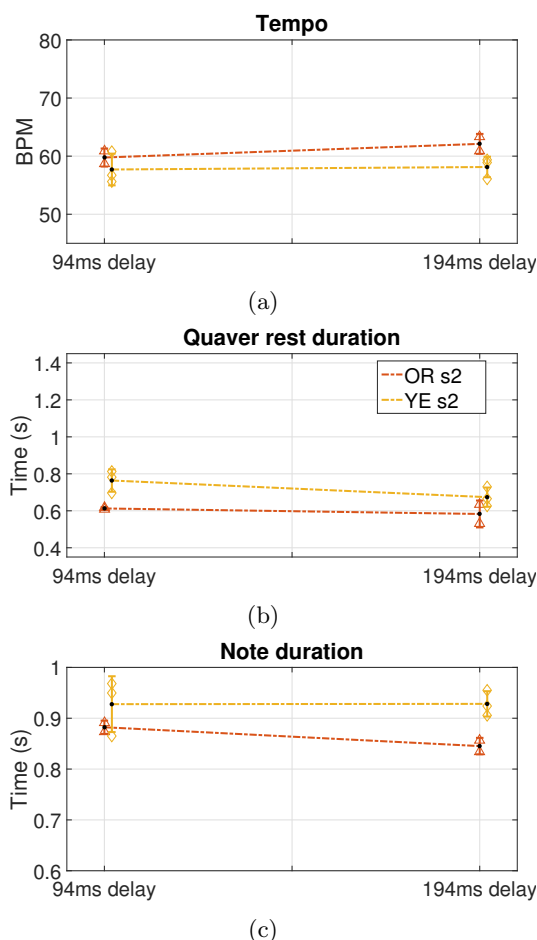 Tempo
80
70
60
50
BPM
94ms delay
194ms delay
(a)
Quaver rest duration
1.4
1.2
1
0.8
0.6
0.4
Time (s)
OR s2
YE s2
94ms delay
194ms delay
(b)
Note duration
1
0.9
0.8
0.7
0.6
Time (s)
94ms delay
194ms delay
(c)